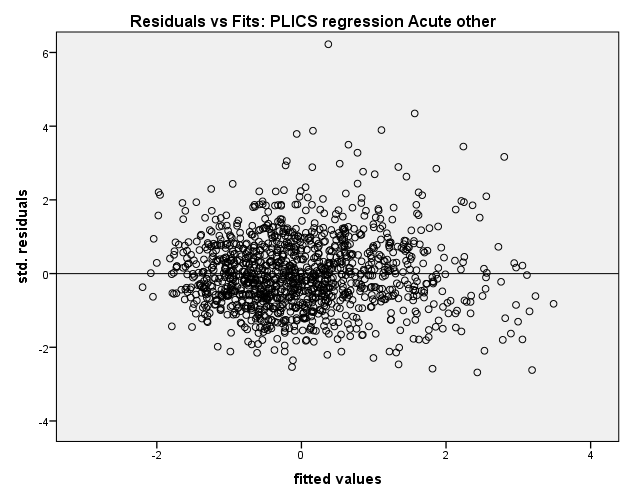 Residuals vs Fits: PLICS regression Acute other
6
4
2
0
-2
-4
std. residuals
-2 0 2 4
fitted values